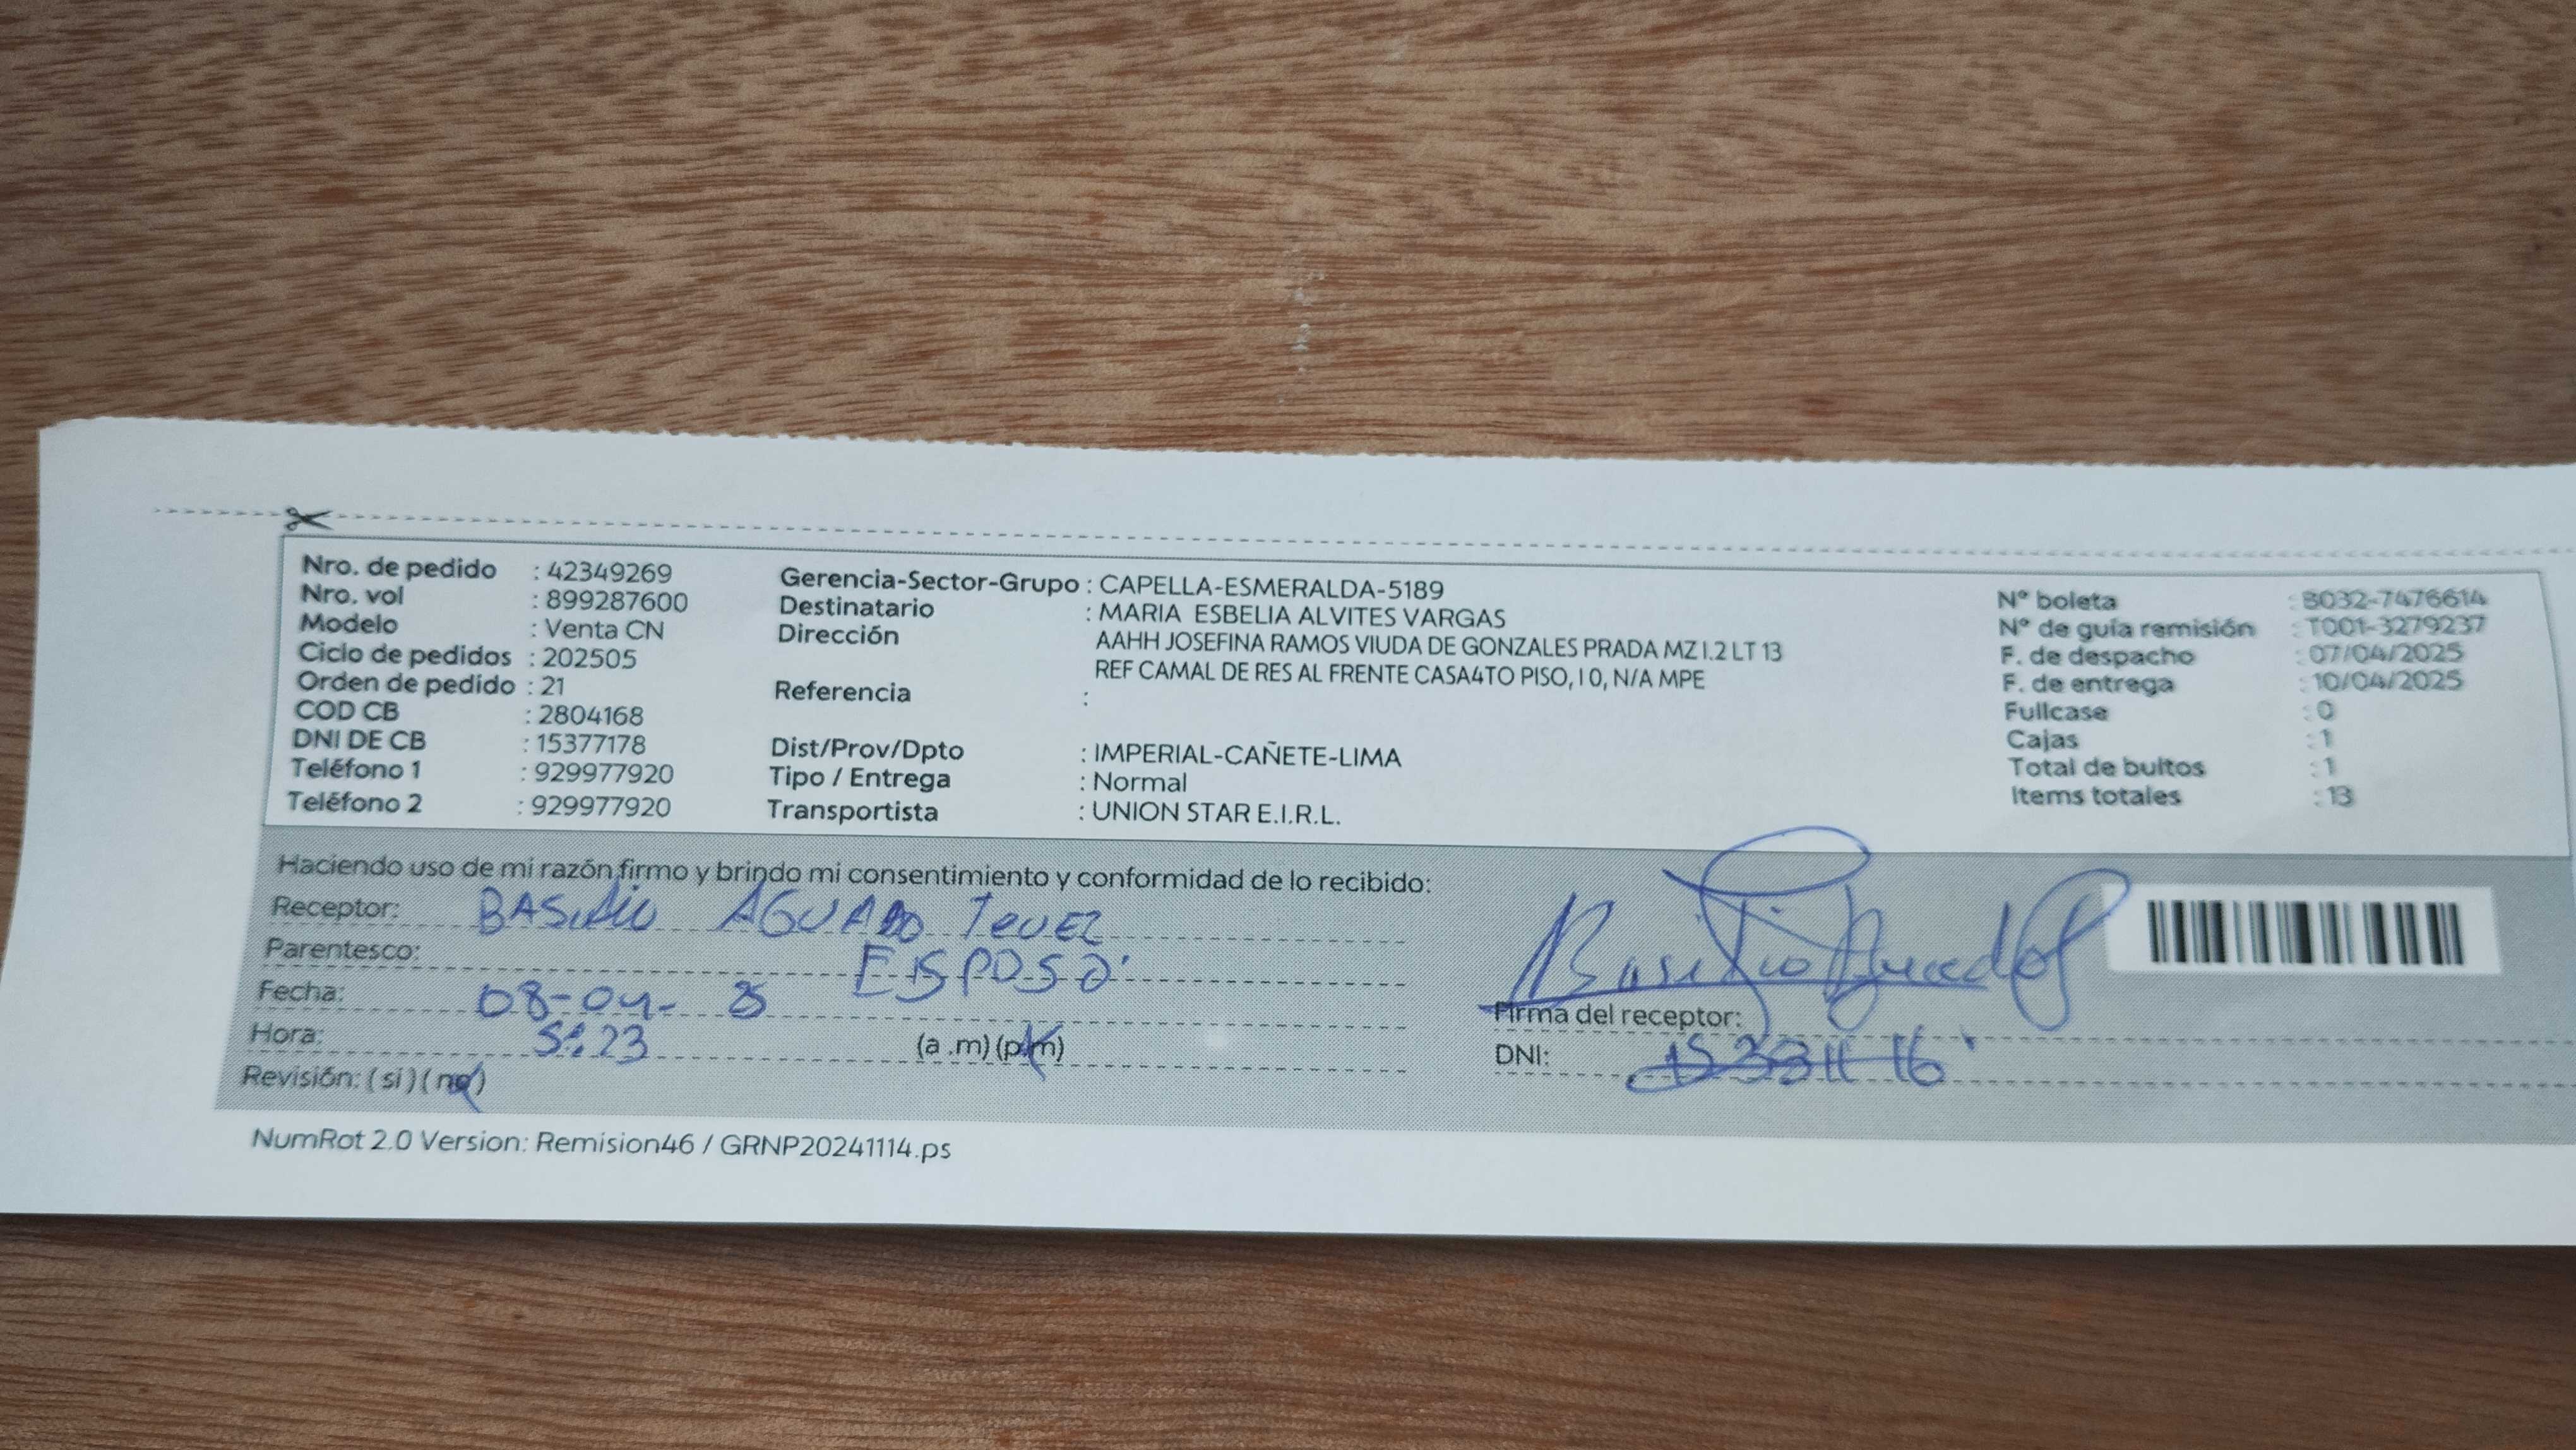 Nro. de pedido : 42349269
Nro. vol : 899287600
Modelo : Venta CN
Ciclo de pedidos : 202505
Orden de pedido : 21
COD CB : 2804168
DNI DE CB : 15377178
Teléfono 1 : 929977920
Teléfono 2 : 929977920
Gerencia-Sector-Grupo : CAPELLA-ESMERALDA-5189
Destinatario : MARIA ESBELIA ALVITES VARGAS
Dirección AAHH JOSEFINA RAMOS VIUDA DE GONZALES PRADA MZ I.2 LT 13
REF CAMAL DE RES AL FRENTE CASA4TO PISO, I 0, N/A MPE
Referencia :
Dist/Prov/Dpto : IMPERIAL-CAÑETE-LIMA
Tipo / Entrega : Normal
Transportista : UNION STAR E.I.R.L.
N° boleta : B032-7476614
N° de guía remisión : T001-3279237
F. de despacho : 07/04/2025
F. de entrega : 10/04/2025
Fullcase : 0
Cajas : 1
Total de bultos : 1
Items totales : 13
Haciendo uso de mi razón firmo y brindo mi consentimiento y conformidad de lo recibido:
Receptor: BASILIO AGUADO
Parentesco: ESPOSO
Fecha: 08-04-
Hora: 5:23 (a .m) (p.m)
Revisión: ( si ) ( no )
Firma del receptor:
DNI:
NumRot 2.0 Version: Remision46 / GRNP20241114.ps